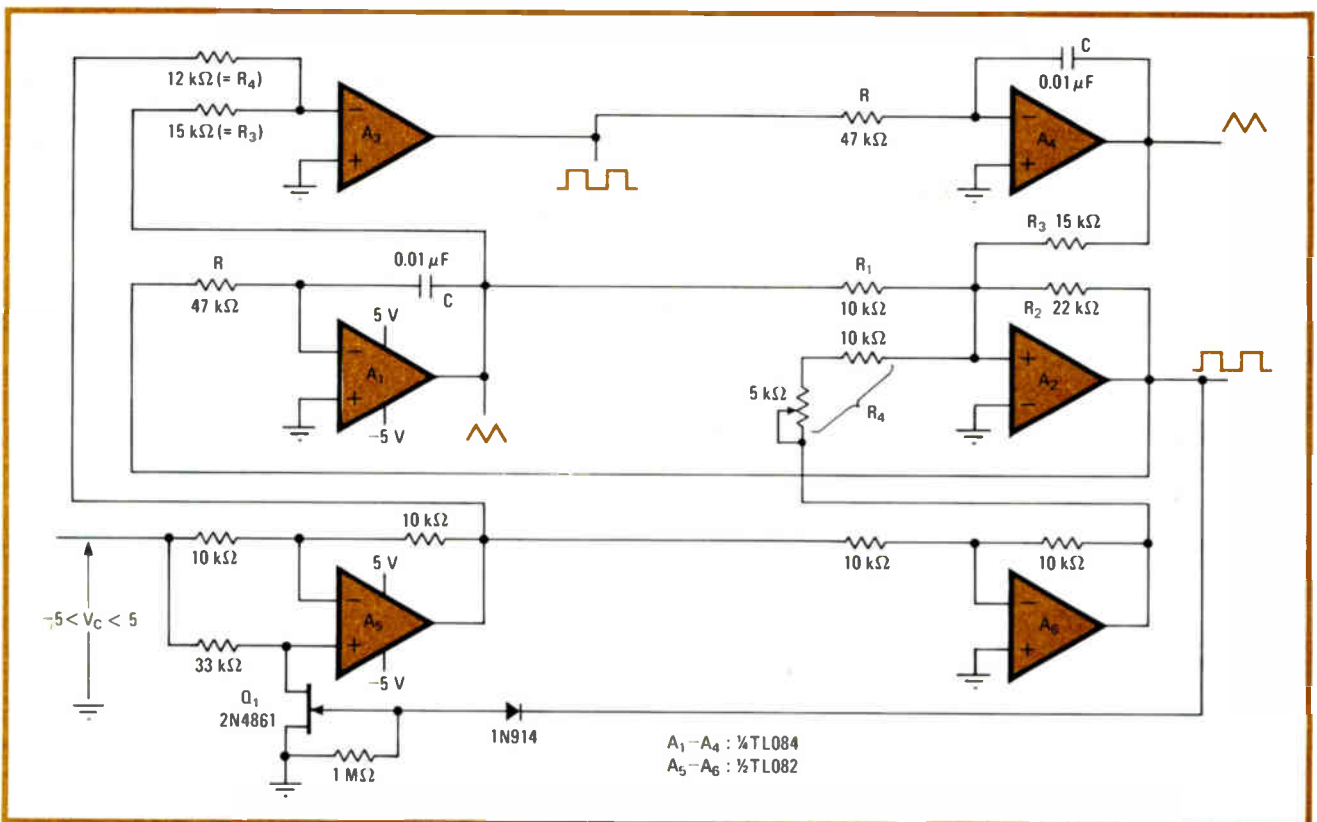 12 kΩ (= R4)
15 kΩ (= R3)
−
+
A3
R
47 kΩ
C
0.01 μF
−
+
A4
R3 15 kΩ
R
47 kΩ
0.01 μF
C
5 V
−
+
A1
−5 V
R1
10 kΩ
R2 22 kΩ
10 kΩ
5 kΩ
R4
+
−
A2
10 kΩ
10 kΩ
5 V
−
+
A5
−5 V
10 kΩ
10 kΩ
−
+
A6
−5 < VC < 5
33 kΩ
Q1
2N4861
1 MΩ
1N914
A1−A4 : ¼TL084
A5−A6 : ½TL082